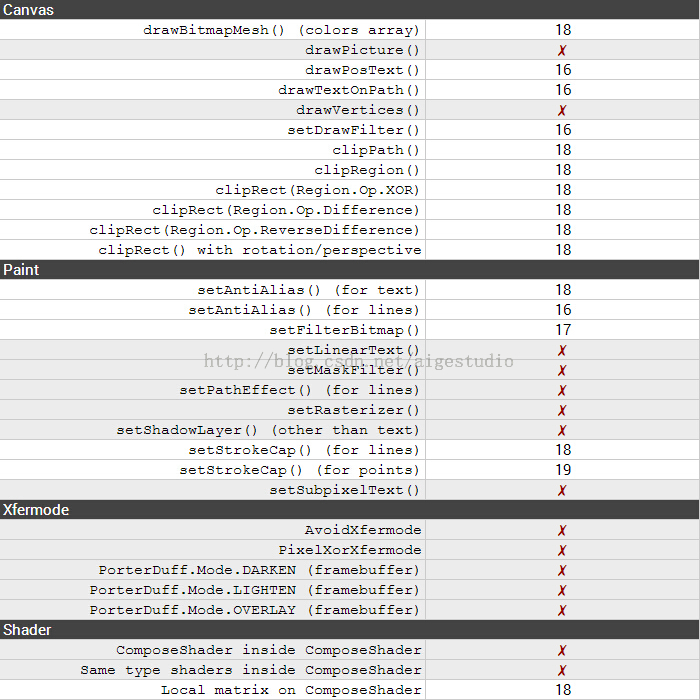 Canvas
drawBitmapMesh() (colors array) 18
drawPicture() ✗
drawPosText() 16
drawTextOnPath() 16
drawVertices() ✗
setDrawFilter() 16
clipPath() 18
clipRegion() 18
clipRect(Region.Op.XOR) 18
clipRect(Region.Op.Difference) 18
clipRect(Region.Op.ReverseDifference) 18
clipRect() with rotation/perspective 18
Paint
setAntiAlias() (for text) 18
setAntiAlias() (for lines) 16
setFilterBitmap() 17
setLinearText() ✗
http://blog.csdn.net/aigestudio
setMaskFilter() ✗
setPathEffect() (for lines) ✗
setRasterizer() ✗
setShadowLayer() (other than text) ✗
setStrokeCap() (for lines) 18
setStrokeCap() (for points) 19
setSubpixelText() ✗
Xfermode
AvoidXfermode ✗
PixelXorXfermode ✗
PorterDuff.Mode.DARKEN (framebuffer) ✗
PorterDuff.Mode.LIGHTEN (framebuffer) ✗
PorterDuff.Mode.OVERLAY (framebuffer) ✗
Shader
ComposeShader inside ComposeShader ✗
Same type shaders inside ComposeShader ✗
Local matrix on ComposeShader 18